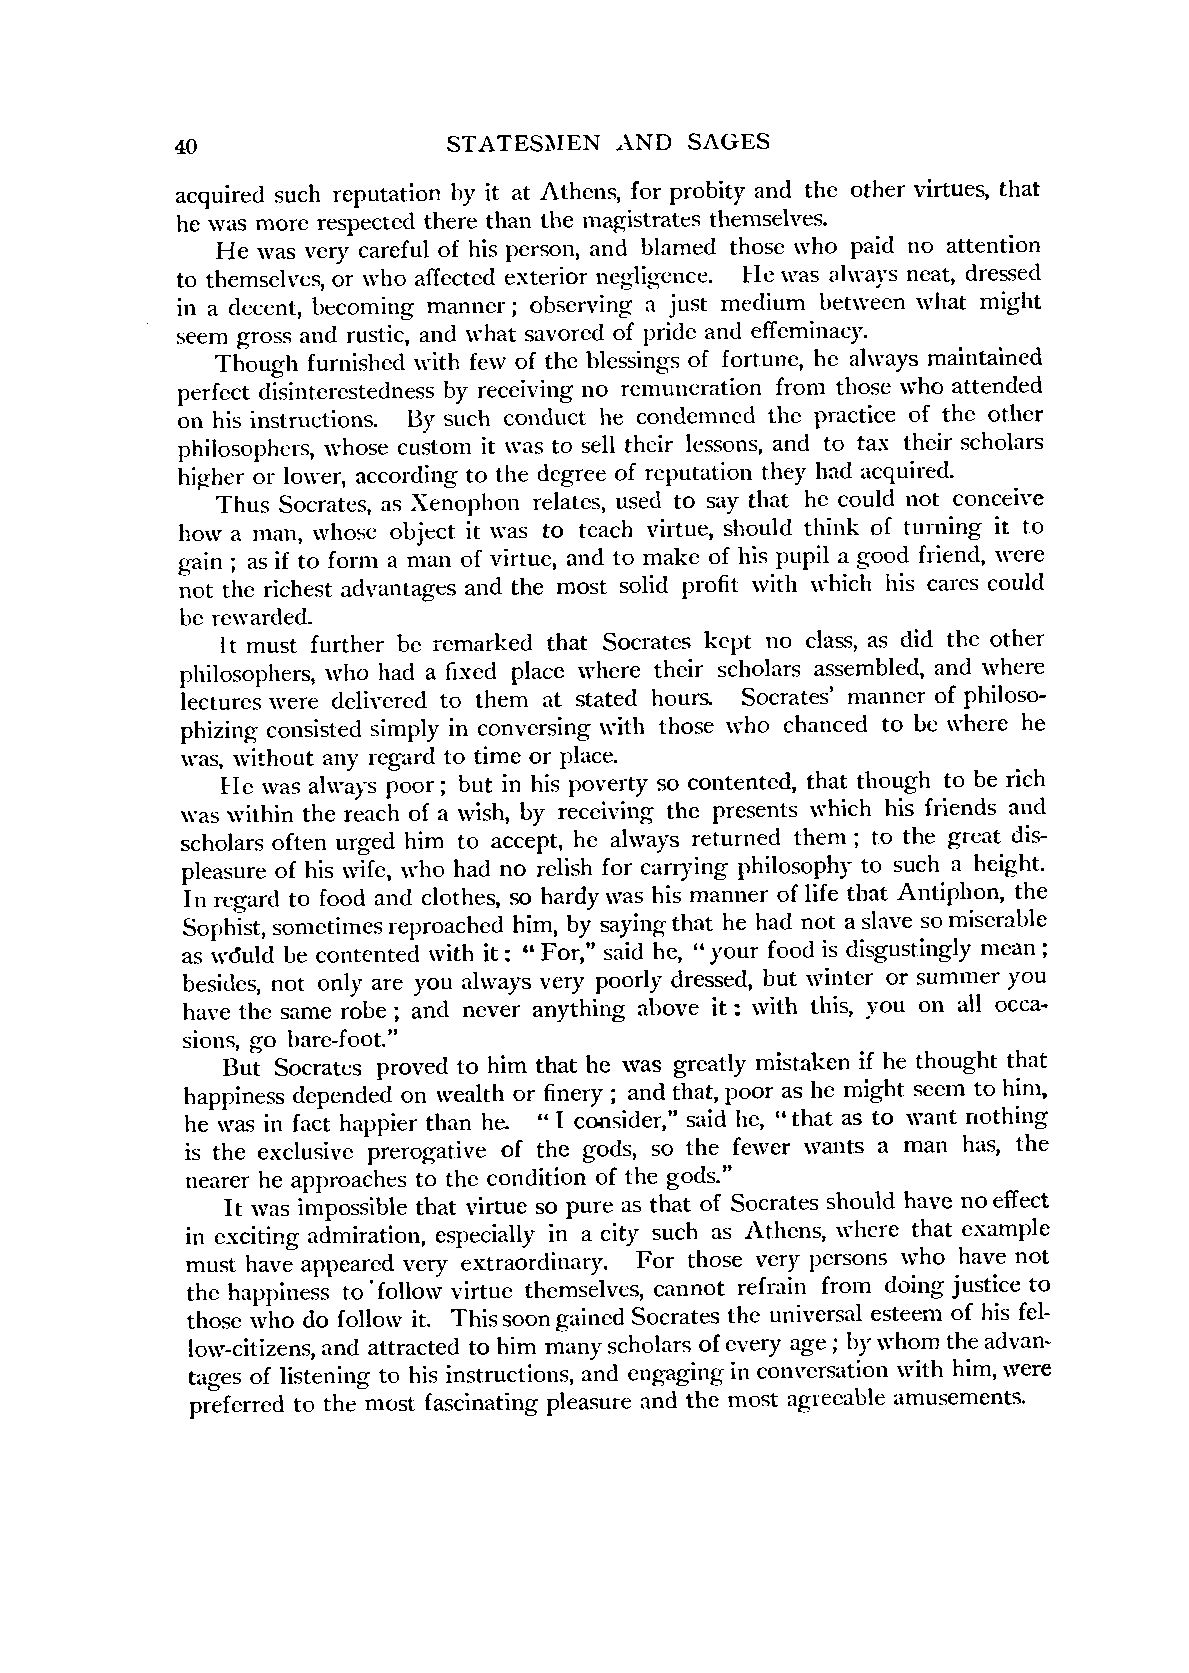 40 STATESMEN AND SAGES
acquired such reputation by it at Athens, for probity and the other virtues, that
he was more respected there than the magistrates themselves.
He was very careful of his person, and blamed those who paid no attention
to themselves, or who affected exterior negligence. He was always neat, dressed
in a decent, becoming manner; observing a just medium between what might
seem gross and rustic, and what savored of pride and effeminacy.
Though furnished with few of the blessings of fortune, he always maintained
perfect disinterestedness by receiving no remuneration from those who attended
on his instructions. By such conduct he condemned the practice of the other
philosophers, whose custom it was to sell their lessons, and to tax their scholars
higher or lower, according to the degree of reputation they had acquired.
Thus Socrates, as Xenophon relates, used to say that he could not conceive
how a man, whose object it was to teach virtue, should think of turning it to
gain; as if to form a man of virtue, and to make of his pupil a good friend, were
not the richest advantages and the most solid profit with which his cares could
be rewarded.
It must further be remarked that Socrates kept no class, as did the other
philosophers, who had a fixed place where their scholars assembled, and where
lectures were delivered to them at stated hours. Socrates' manner of philoso-
phizing consisted simply in conversing with those who chanced to be where he
was, without any regard to time or place.
He was always poor; but in his poverty so contented, that though to be rich
was within the reach of a wish, by receiving the presents which his friends and
scholars often urged him to accept, he always returned them; to the great dis-
pleasure of his wife, who had no relish for carrying philosophy to such a height.
In regard to food and clothes, so hardy was his manner of life that Antiphon, the
Sophist, sometimes reproached him, by saying that he had not a slave so miserable
as would be contented with it: "For," said he, "your food is disgustingly mean;
besides, not only are you always very poorly dressed, but winter or summer you
have the same robe; and never anything above it: with this, you on all occa-
sions, go bare-foot."
But Socrates proved to him that he was greatly mistaken if he thought that
happiness depended on wealth or finery; and that, poor as he might seem to him,
he was in fact happier than he. "I consider," said he, "that as to want nothing
is the exclusive prerogative of the gods, so the fewer wants a man has, the
nearer he approaches to the condition of the gods."
It was impossible that virtue so pure as that of Socrates should have no effect
in exciting admiration, especially in a city such as Athens, where that example
must have appeared very extraordinary. For those very persons who have not
the happiness to follow virtue themselves, cannot refrain from doing justice to
those who do follow it. This soon gained Socrates the universal esteem of his fel-
low-citizens, and attracted to him many scholars of every age; by whom the advan-
tages of listening to his instructions, and engaging in conversation with him, were
preferred to the most fascinating pleasure and the most agreeable amusements.